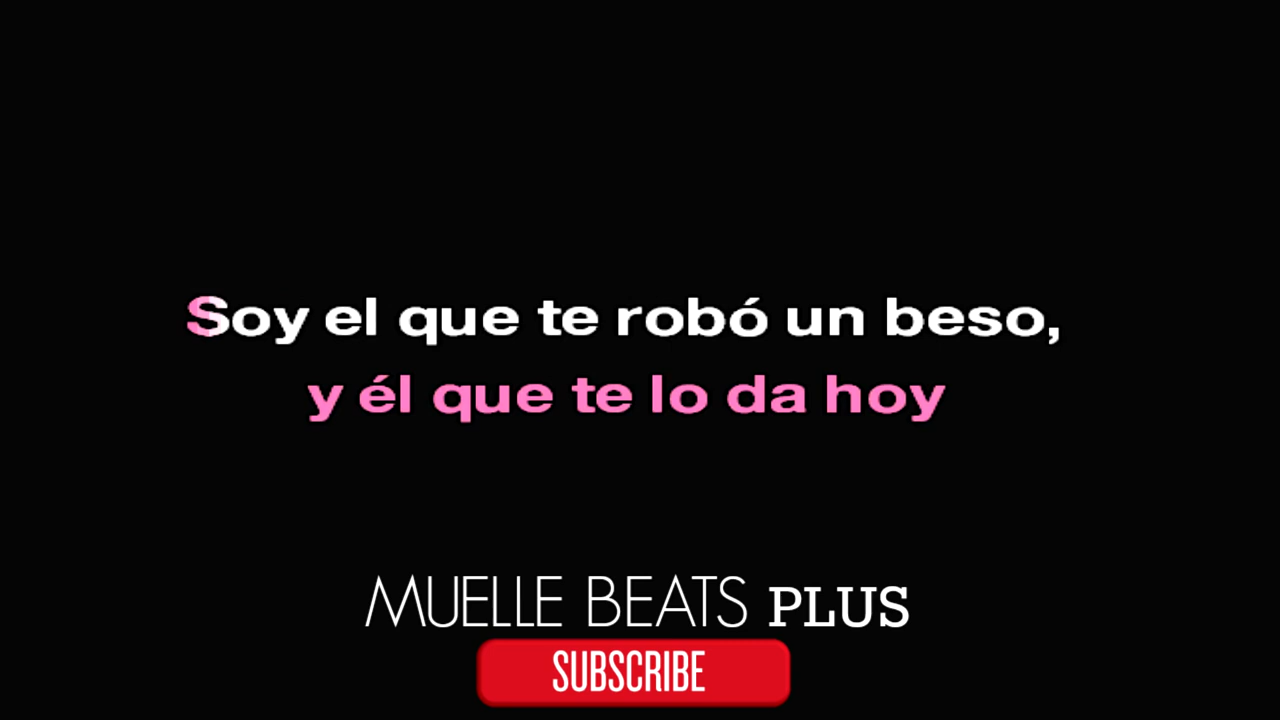 Soy el que te robó un beso,
y él que te lo da hoy
MUELLE BEATS PLUS
SUBSCRIBE